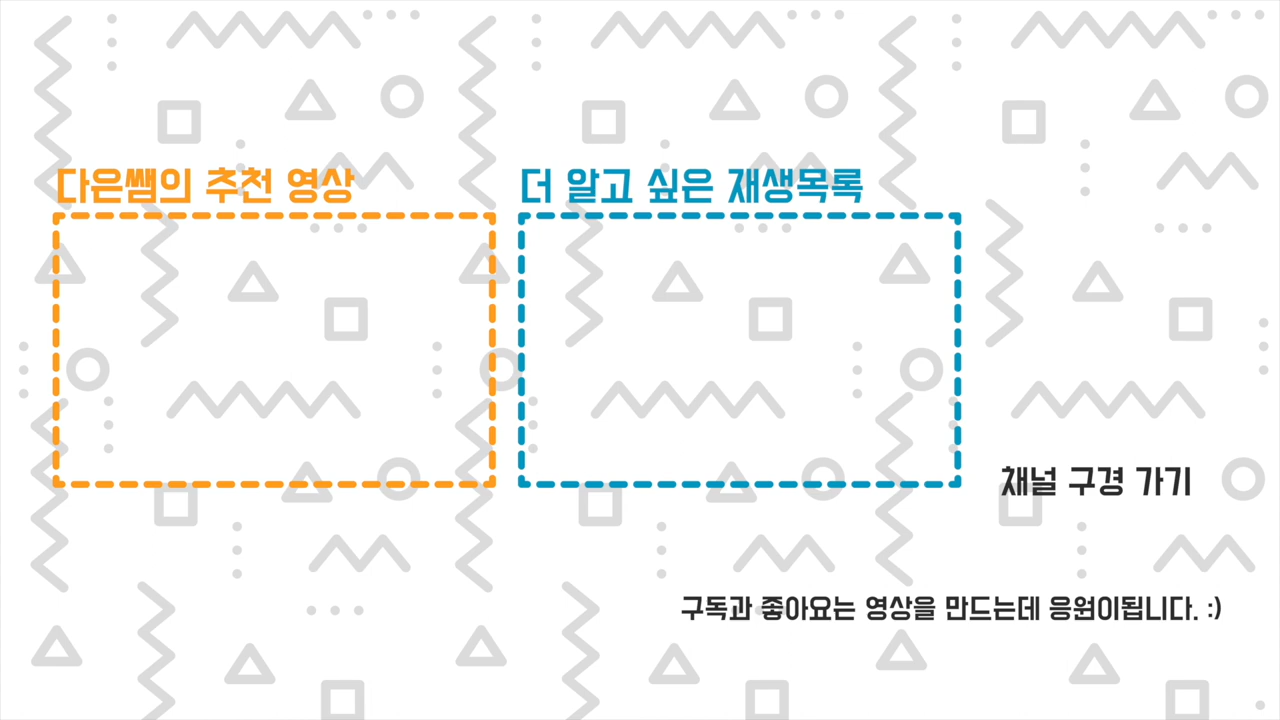 다은쌤의 추천 영상
더 알고 싶은 재생목록
채널 구경 가기
구독과 좋아요는 영상을 만드는데 응원이됩니다. :)